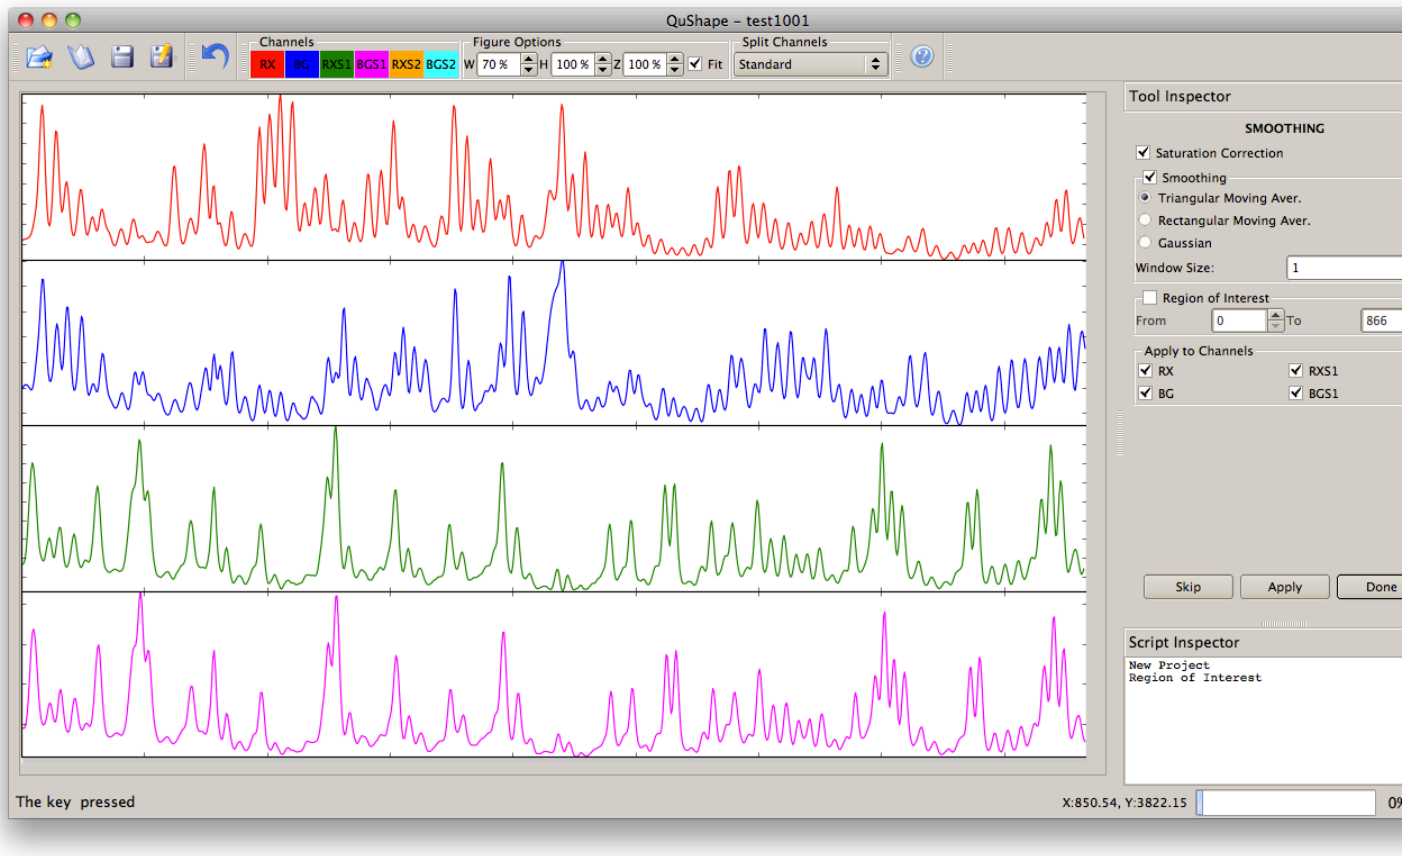 QuShape - test1001
Channels
RX BG RXS1 BGS1 RXS2 BGS2
Figure Options
W 70 % H 100 % Z 100 % Fit
Split Channels
Standard
Tool Inspector
SMOOTHING
Saturation Correction
Smoothing
Triangular Moving Aver.
Rectangular Moving Aver.
Gaussian
Window Size: 1
Region of Interest
From 0 To 866
Apply to Channels
RX RXS1
BG BGS1
Skip Apply Done
Script Inspector
New Project
Region of Interest
The key pressed
X:850.54, Y:3822.15 0%